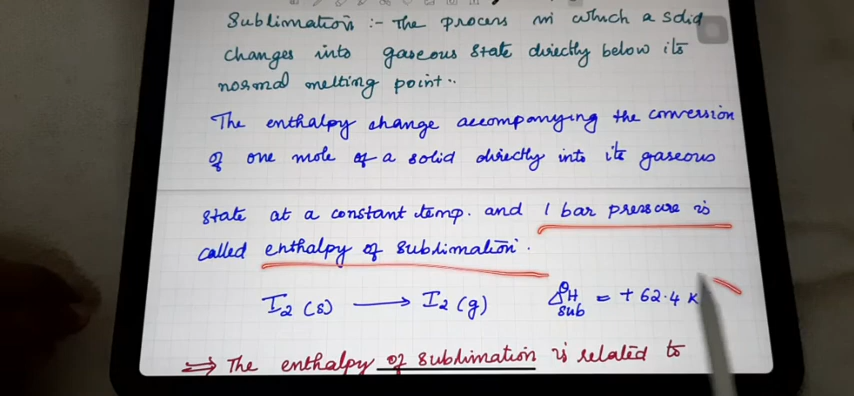 Sublimation :- The process in which a solid
changes into gaseous state directly below its
normal melting point..
The enthalpy change accompanying the conversion
of one mole of a solid directly into its gaseous
state at a constant temp. and 1 bar pressure is
called enthalpy of sublimation.
I2 (s) ⟶ I2 (g) ΔsubH° = + 62.4 K
⇒ The enthalpy of sublimation is related to